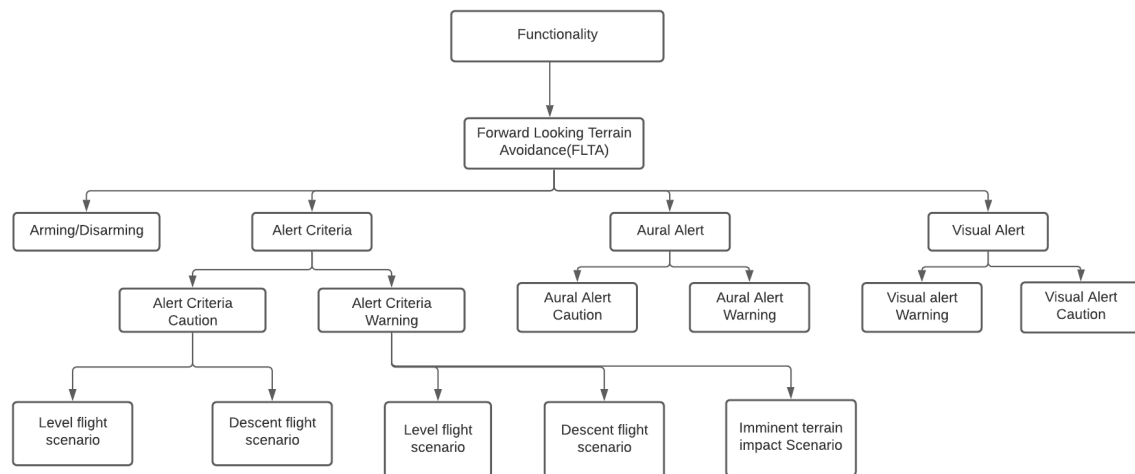 Functionality
Forward Looking Terrain
Avoidance(FLTA)
Arming/Disarming
Alert Criteria
Aural Alert
Visual Alert
Alert Criteria
Caution
Alert Criteria
Warning
Aural Alert
Caution
Aural Alert
Warning
Visual alert
Warning
Visual Alert
Caution
Level flight
scenario
Descent flight
scenario
Level flight
scenario
Descent flight
scenario
Imminent terrain
impact Scenario